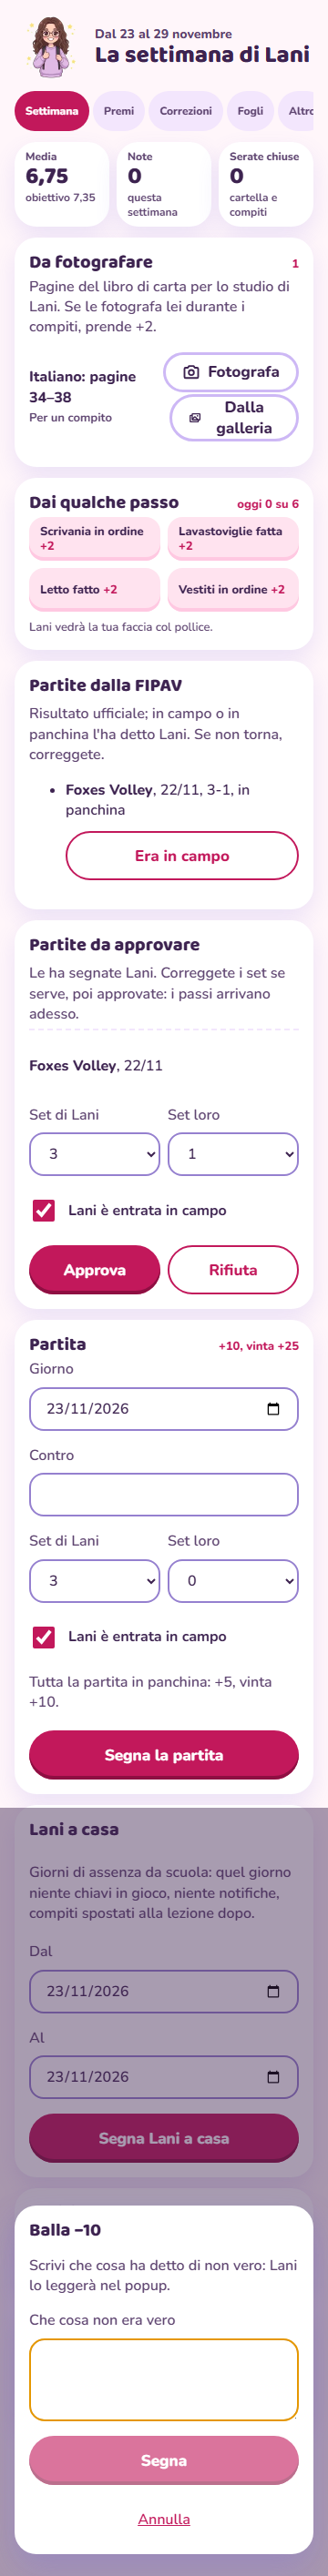 Dal 23 al 29 novembre
La settimana di Lani
Settimana
Premi
Correzioni
Fogli
Altro
Media
6,75
obiettivo 7,35
Note
0
questa
settimana
Serate chiuse
0
cartella e
compiti
Da fotografare
1
Pagine del libro di carta per lo studio di
Lani. Se le fotografa lei durante i
compiti, prende +2.
Italiano: pagine
34–38
Per un compito
Fotografa
Dalla
galleria
Dai qualche passo
oggi 0 su 6
Scrivania in ordine
+2
Lavastoviglie fatta
+2
Letto fatto +2
Vestiti in ordine +2
Lani vedrà la tua faccia col pollice.
Partite dalla FIPAV
Risultato ufficiale; in campo o in
panchina l'ha detto Lani. Se non torna,
correggete.
• Foxes Volley, 22/11, 3-1, in
panchina
Era in campo
Partite da approvare
Le ha segnate Lani. Correggete i set se
serve, poi approvate: i passi arrivano
adesso.
Foxes Volley, 22/11
Set di Lani
Set loro
3
1
Lani è entrata in campo
Approva
Rifiuta
Partita
+10, vinta +25
Giorno
23/11/2026
Contro
Set di Lani
Set loro
3
0
Lani è entrata in campo
Tutta la partita in panchina: +5, vinta
+10.
Segna la partita
Lani a casa
Giorni di assenza da scuola: quel giorno
niente chiavi in gioco, niente notifiche,
compiti spostati alla lezione dopo.
Dal
23/11/2026
Al
23/11/2026
Segna Lani a casa
Balla −10
Scrivi che cosa ha detto di non vero: Lani
lo leggerà nel popup.
Che cosa non era vero
Segna
Annulla